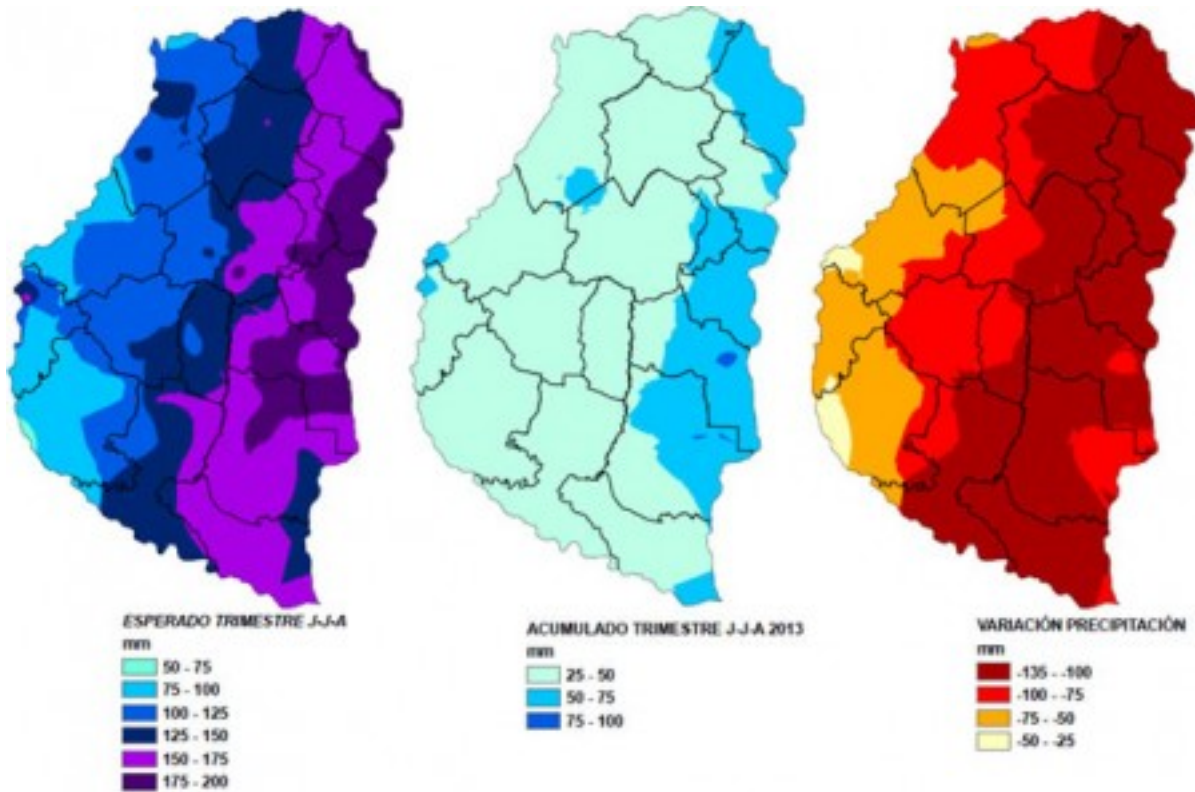 ESPERADO TRIMESTRE J-J-A
mm
50 - 75
75 - 100
100 - 125
125 - 150
150 - 175
175 - 200
ACUMULADO TRIMESTRE J-J-A 2013
mm
25 - 50
50 - 75
75 - 100
VARIACIÓN PRECIPITACIÓN
mm
-135 - -100
-100 - -75
-75 - -50
-50 - -25